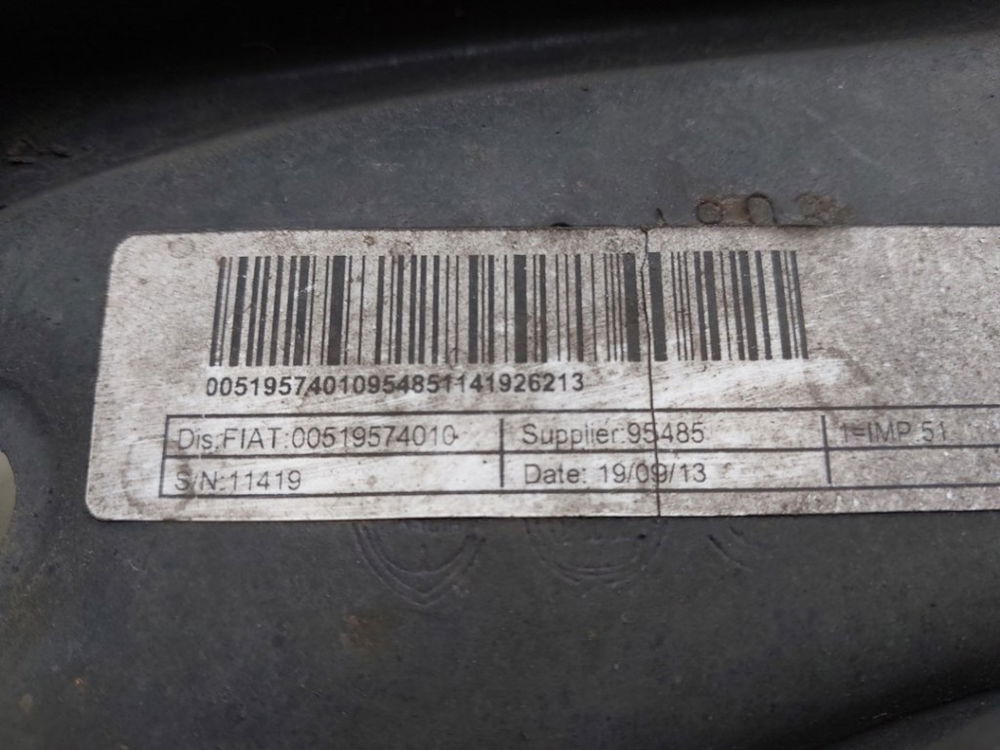 00519574010954851141926213
Dis:FIAT:00519574010 Supplier:95485 1=IMP 51
S/N:11419 Date: 19/09/13